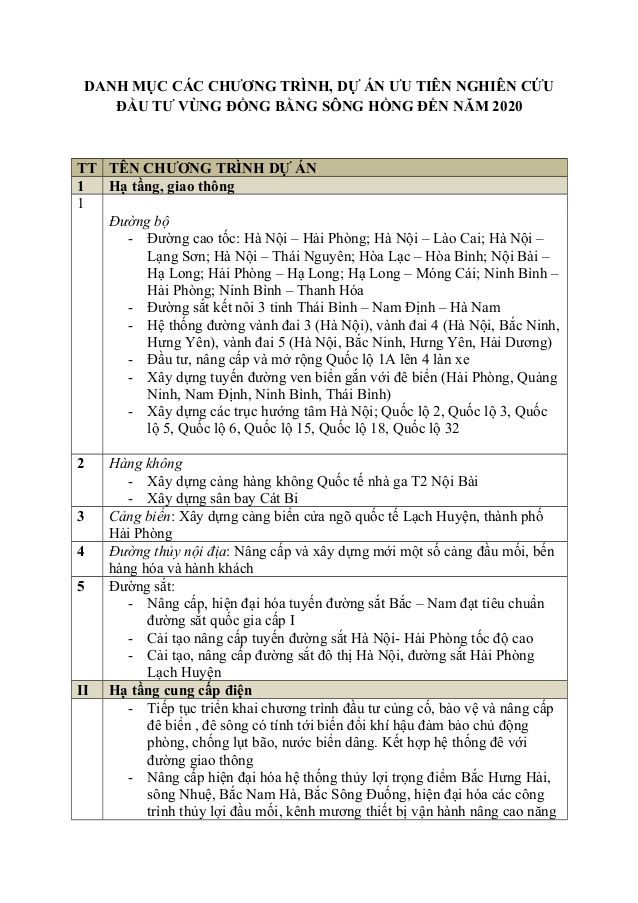 DANH MỤC CÁC CHƯƠNG TRÌNH, DỰ ÁN ƯU TIÊN NGHIÊN CỨU
ĐẦU TƯ VÙNG ĐỒNG BẰNG SÔNG HỒNG ĐẾN NĂM 2020
TT TÊN CHƯƠNG TRÌNH DỰ ÁN
1 Hạ tầng, giao thông
1
Đường bộ
- Đường cao tốc: Hà Nội – Hải Phòng; Hà Nội – Lào Cai; Hà Nội –
Lạng Sơn; Hà Nội – Thái Nguyên; Hòa Lạc – Hòa Bình; Nội Bài –
Hạ Long; Hải Phòng – Hạ Long; Hạ Long – Móng Cái; Ninh Bình –
Hải Phòng; Ninh Bình – Thanh Hóa
- Đường sắt kết nôi 3 tỉnh Thái Bình – Nam Định – Hà Nam
- Hệ thống đường vành đai 3 (Hà Nội), vành đai 4 (Hà Nội, Bắc Ninh,
Hưng Yên), vành đai 5 (Hà Nội, Bắc Ninh, Hưng Yên, Hải Dương)
- Đầu tư, nâng cấp và mở rộng Quốc lộ 1A lên 4 làn xe
- Xây dựng tuyến đường ven biển gắn với đê biển (Hải Phòng, Quảng
Ninh, Nam Định, Ninh Bình, Thái Bình)
- Xây dựng các trục hướng tâm Hà Nội; Quốc lộ 2, Quốc lộ 3, Quốc
lộ 5, Quốc lộ 6, Quốc lộ 15, Quốc lộ 18, Quốc lộ 32
2 Hàng không
- Xây dựng cảng hàng không Quốc tế nhà ga T2 Nội Bài
- Xây dựng sân bay Cát Bi
3 Cảng biển: Xây dựng cảng biển cửa ngõ quốc tế Lạch Huyện, thành phố
Hải Phòng
4 Đường thủy nội địa: Nâng cấp và xây dựng mới một số cảng đầu mối, bến
hàng hóa và hành khách
5 Đường sắt:
- Nâng cấp, hiện đại hóa tuyến đường sắt Bắc – Nam đạt tiêu chuẩn
đường sắt quốc gia cấp I
- Cải tạo nâng cấp tuyến đường sắt Hà Nội- Hải Phòng tốc độ cao
- Cải tạo, nâng cấp đường sắt đô thị Hà Nội, đường sắt Hải Phòng
Lạch Huyện
II Hạ tầng cung cấp điện
- Tiếp tục triển khai chương trình đầu tư củng cố, bảo vệ và nâng cấp
đê biển , đê sông có tính tới biến đổi khí hậu đảm bảo chủ động
phòng, chống lụt bão, nước biển dâng. Kết hợp hệ thống đê với
đường giao thông
- Nâng cấp hiện đại hóa hệ thống thủy lợi trọng điểm Bắc Hưng Hải,
sông Nhuệ, Bắc Nam Hà, Bắc Sông Đuống, hiện đại hóa các công
trình thủy lợi đầu mối, kênh mương thiết bị vận hành nâng cao năng